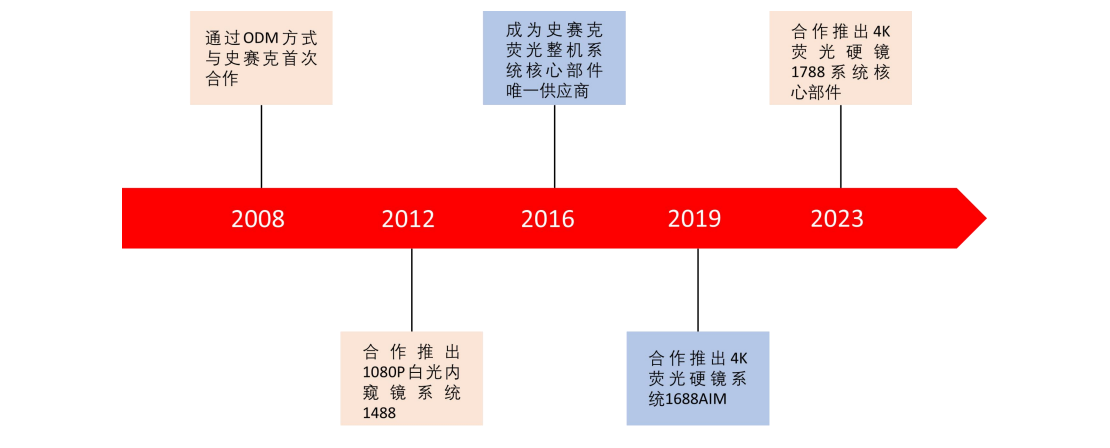 通过ODM方式
与史赛克首次
合作
成为史赛克
荧光整机系
统核心部件
唯一供应商
合作推出4K
荧光硬镜
1788系统核
心部件
2008
2012
2016
2019
2023
合作推出
1080P白光内
窥镜系统
1488
合作推出4K
荧光硬镜系
统1688AIM